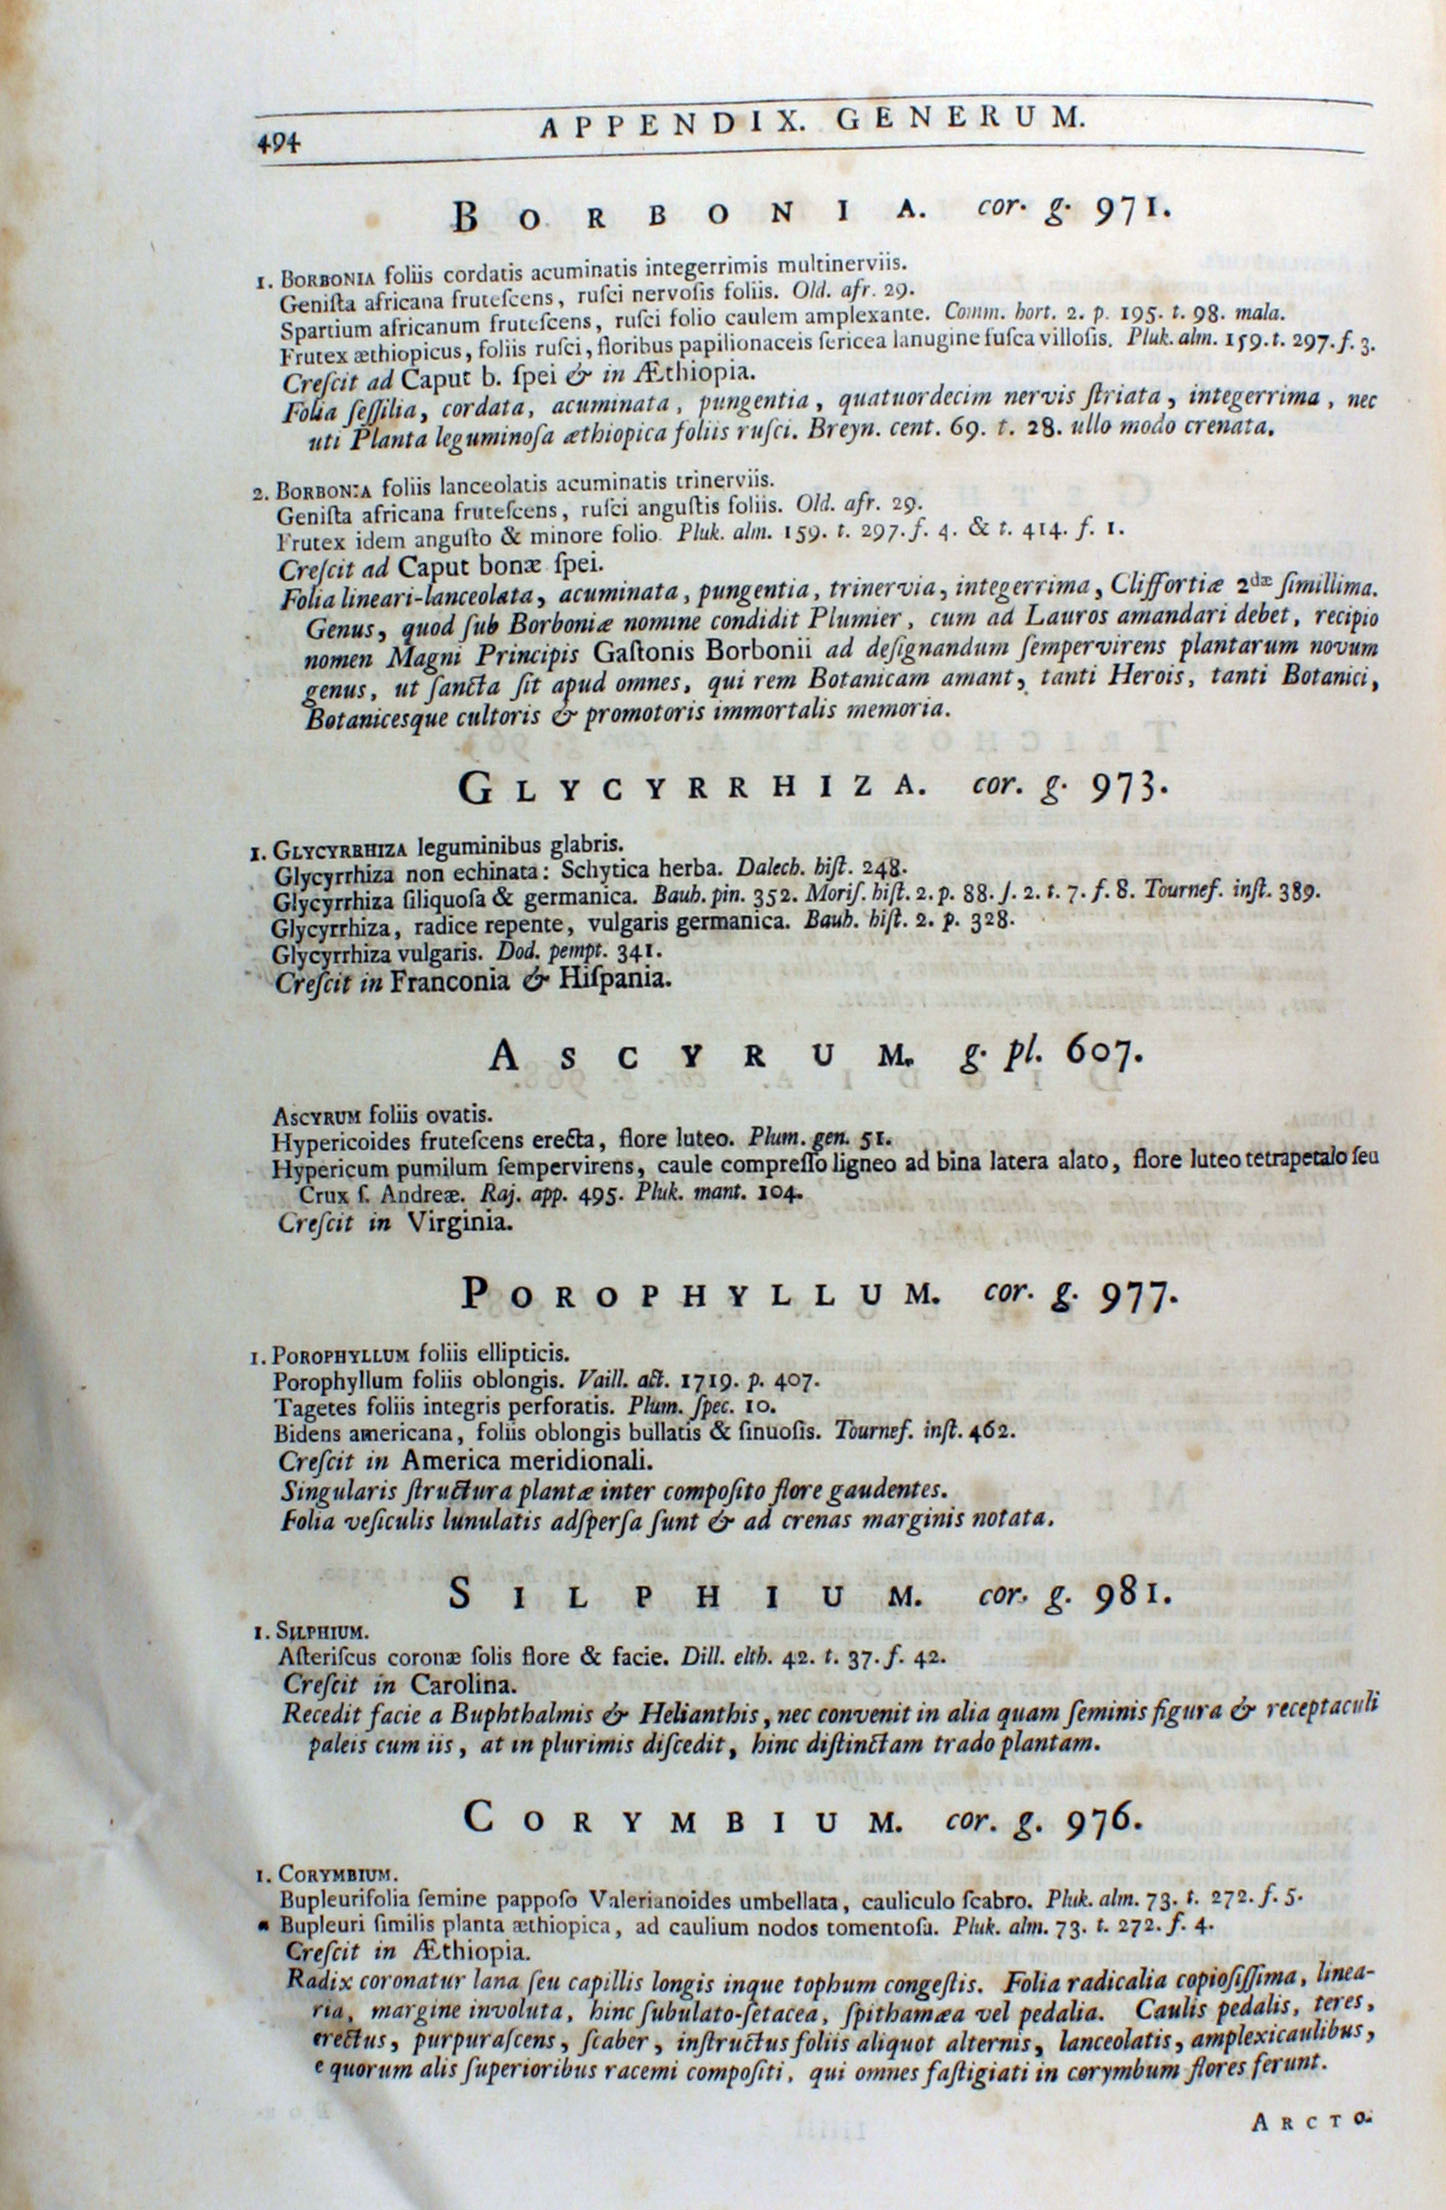 494
APPENDIX. GENERUM.
BORBONIA. cor. g. 971.
1. BORBONIA foliis cordatis acuminatis integerrimis multinerviis.
Geniſta africana fruteſcens, ruſci nervoſis foliis. Old. afr. 29.
Spartium africanum fruteſcens, ruſci folio caulem amplexante. Comm. hort. 2. p. 195. t. 98. mala.
Frutex æthiopicus, foliis ruſci, floribus papilionaceis ſericea lanugine fuſca villoſis. Pluk. alm. 159. t. 297. f. 3.
Creſcit ad Caput b. ſpei & in Æthiopia.
Folia ſeſſilia, cordata, acuminata, pungentia, quatuordecim nervis ſtriata, integerrima, nec
uti Planta leguminoſa æthiopica foliis ruſci. Breyn. cent. 69. t. 28. ullo modo crenata.
2. BORBONIA foliis lanceolatis acuminatis trinerviis.
Geniſta africana fruteſcens, ruſci anguſtis foliis. Old. afr. 29.
Frutex idem anguſto & minore folio. Pluk. alm. 159. t. 297. f. 4. & t. 414. f. 1.
Creſcit ad Caput bonæ ſpei.
Folia lineari-lanceolata, acuminata, pungentia, trinervia, integerrima, Cliffortiæ 2dæ ſimillima.
Genus, quod ſub Borboniæ nomine condidit Plumier, cum ad Lauros amandari debet, recipio
nomen Magni Principis Gaſtonis Borbonii ad deſignandum ſempervirens plantarum novum
genus, ut ſancta ſit apud omnes, qui rem Botanicam amant, tanti Herois, tanti Botanici,
Botanicesque cultoris & promotoris immortalis memoria.
GLYCYRRHIZA. cor. g. 973.
1. GLYCYRRHIZA leguminibus glabris.
Glycyrrhiza non echinata: Schytica herba. Dalech. hiſt. 248.
Glycyrrhiza ſiliquoſa & germanica. Bauh. pin. 352. Moriſ. hiſt. 2. p. 88. ſ. 2. t. 7. f. 8. Tournef. inſt. 389.
Glycyrrhiza, radice repente, vulgaris germanica. Bauh. hiſt. 2. p. 328.
Glycyrrhiza vulgaris. Dod. pempt. 341.
Creſcit in Franconia & Hiſpania.
ASCYRUM. g. pl. 607.
ASCYRUM foliis ovatis.
Hypericoides fruteſcens erecta, flore luteo. Plum. gen. 51.
Hypericum pumilum ſempervirens, caule compreſſo ligneo ad bina latera alato, flore luteo tetrapetalo ſeu
Crux ſ. Andreæ. Raj. app. 495. Pluk. mant. 104.
Creſcit in Virginia.
POROPHYLLUM. cor. g. 977.
1. POROPHYLLUM foliis ellipticis.
Porophyllum foliis oblongis. Vaill. act. 1719. p. 407.
Tagetes foliis integris perforatis. Plum. ſpec. 10.
Bidens americana, foliis oblongis bullatis & ſinuoſis. Tournef. inſt. 462.
Creſcit in America meridionali.
Singularis ſtructura plantæ inter compoſito flore gaudentes.
Folia veſiculis lunulatis adſperſa ſunt & ad crenas marginis notata.
SILPHIUM. cor. g. 981.
1. SILPHIUM.
Aſteriſcus coronæ ſolis flore & facie. Dill. elth. 42. t. 37. f. 42.
Creſcit in Carolina.
Recedit facie a Buphthalmis & Helianthis, nec convenit in alia quam ſeminis figura & receptaculi
paleis cum iis, at in plurimis diſcedit, hinc diſtinctam trado plantam.
CORYMBIUM. cor. g. 976.
1. CORYMBIUM.
Bupleurifolia ſemine pappoſo Valerianoides umbellata, cauliculo ſcabro. Pluk. alm. 73. t. 272. f. 5.
Bupleuri ſimilis planta æthiopica, ad caulium nodos tomentoſa. Pluk. alm. 73. t. 272. f. 4.
Creſcit in Æthiopia.
Radix coronatur lana ſeu capillis longis inque tophum congeſtis. Folia radicalia copioſiſſima, linea-
ria, margine involuta, hinc ſubulato-ſetacea, ſpithamæa vel pedalia. Caulis pedalis, teres,
erectus, purpuraſcens, ſcaber, inſtructus foliis aliquot alternis, lanceolatis, amplexicaulibus,
e quorum alis ſuperioribus racemi compoſiti, qui omnes faſtigiati in corymbum flores ferunt.
ARCTO-